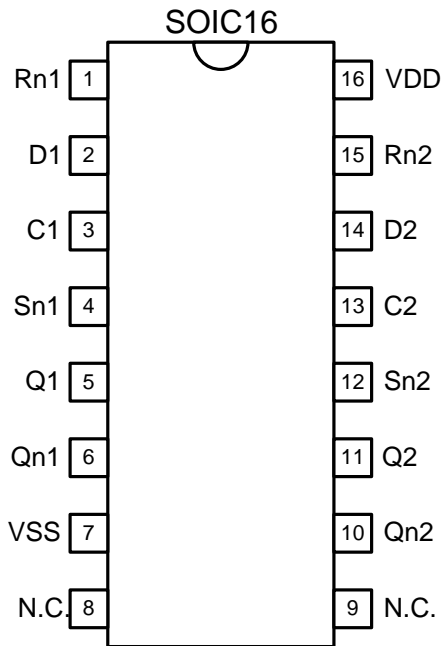 SOIC16
Rn1 1 16 VDD
D1 2 15 Rn2
C1 3 14 D2
Sn1 4 13 C2
Q1 5 12 Sn2
Qn1 6 11 Q2
VSS 7 10 Qn2
N.C. 8 9 N.C.